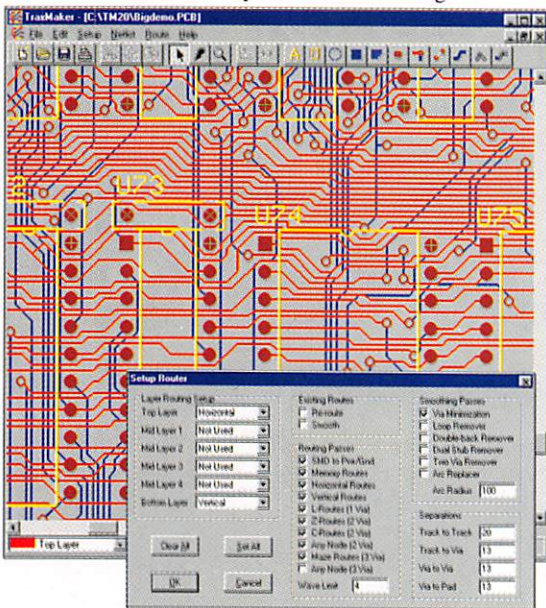 TraxMaker - [C:\TM20\Bigdemo.PCB]
File Edit Setup Netlist Route Help
2 U73 U74 U75
Setup Router
Layer Routing Setup
Top Layer Horizontal
Mid Layer 1 Not Used
Mid Layer 2 Not Used
Mid Layer 3 Not Used
Mid Layer 4 Not Used
Bottom Layer Vertical
Clear All Set All
OK Cancel
Existing Routes
Re-route
Smooth
Routing Passes
SMD to Pwr/Gnd
Memory Routes
Horizontal Routes
Vertical Routes
L-Routes (1 Via)
Z-Routes (2 Via)
C-Routes (2 Via)
Any Node (2 Via)
Maze Routes (3 Via)
Any Node (3 Via)
Wave Limit 4
Smoothing Passes
Via Minimization
Loop Remover
Double-back Remover
Dual Stub Remover
Two Via Remover
Arc Replacer
Arc Radius 100
Separations
Track to Track 20
Track to Via 13
Via to Via 13
Via to Pad 13
Top Layer